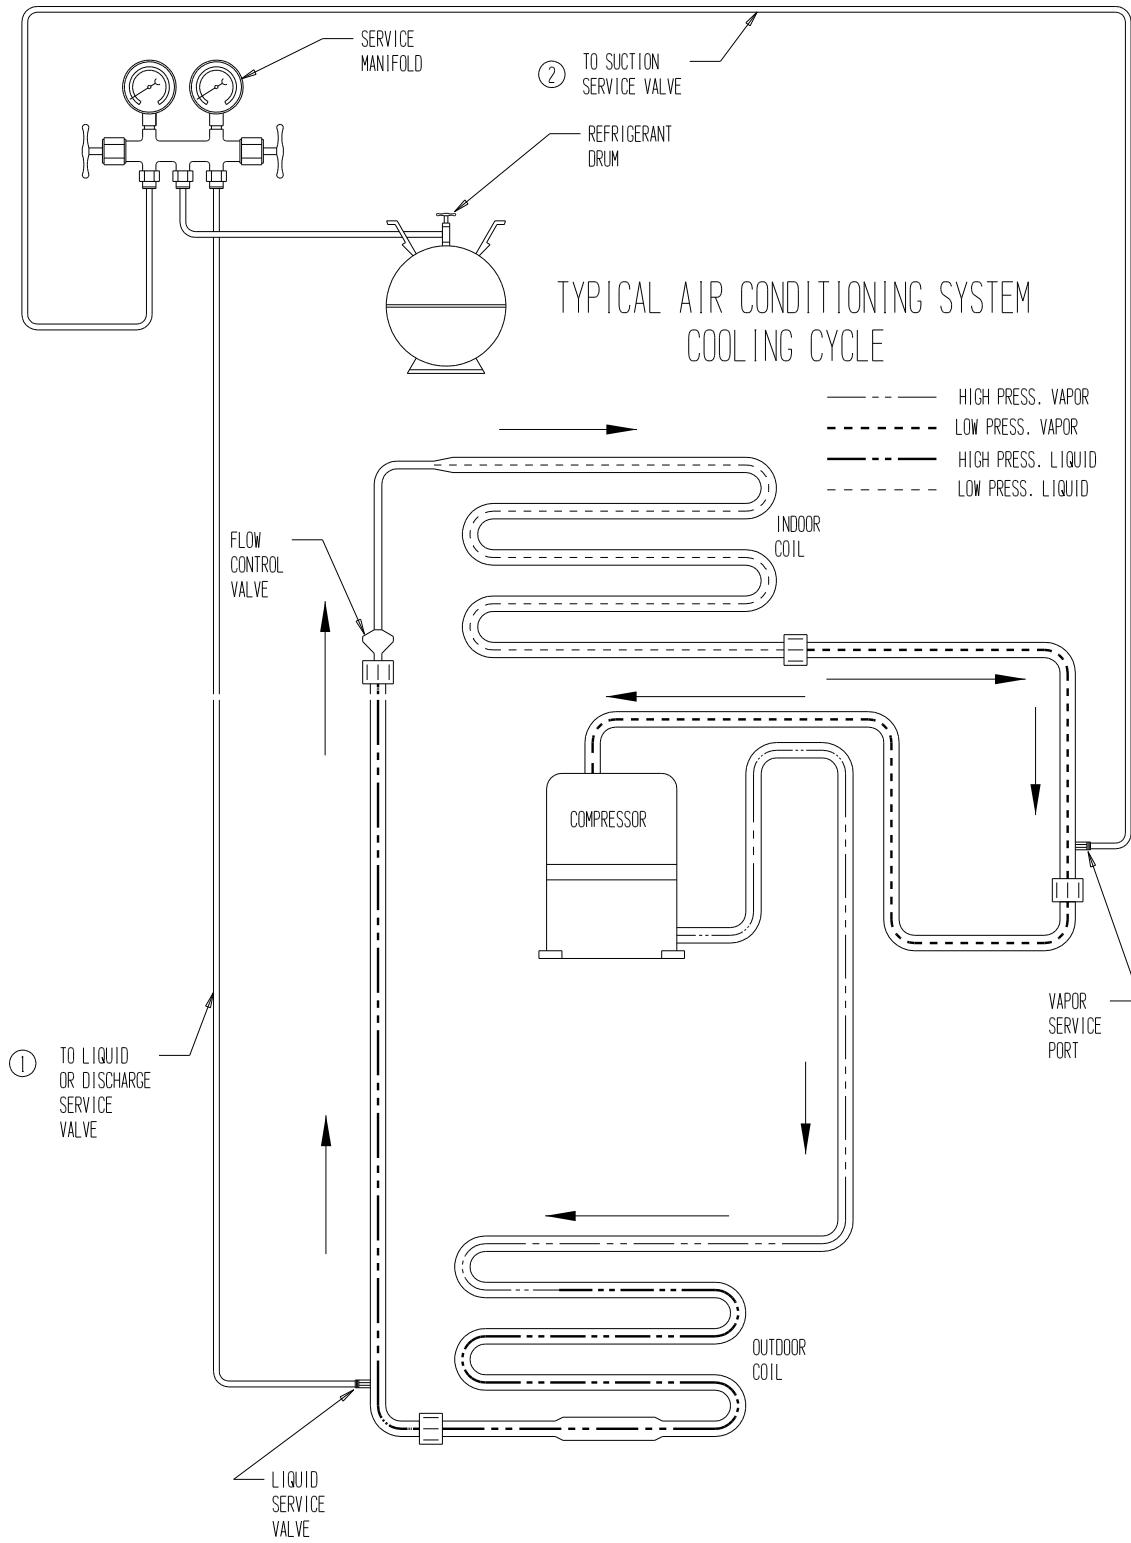 SERVICE
MANIFOLD
2
TO SUCTION
SERVICE VALVE
REFRIGERANT
DRUM
TYPICAL AIR CONDITIONING SYSTEM
COOLING CYCLE
HIGH PRESS. VAPOR
LOW PRESS. VAPOR
HIGH PRESS. LIQUID
LOW PRESS. LIQUID
INDOOR
COIL
FLOW
CONTROL
VALVE
COMPRESSOR
VAPOR
SERVICE
PORT
1
TO LIQUID
OR DISCHARGE
SERVICE
VALVE
OUTDOOR
COIL
LIQUID
SERVICE
VALVE